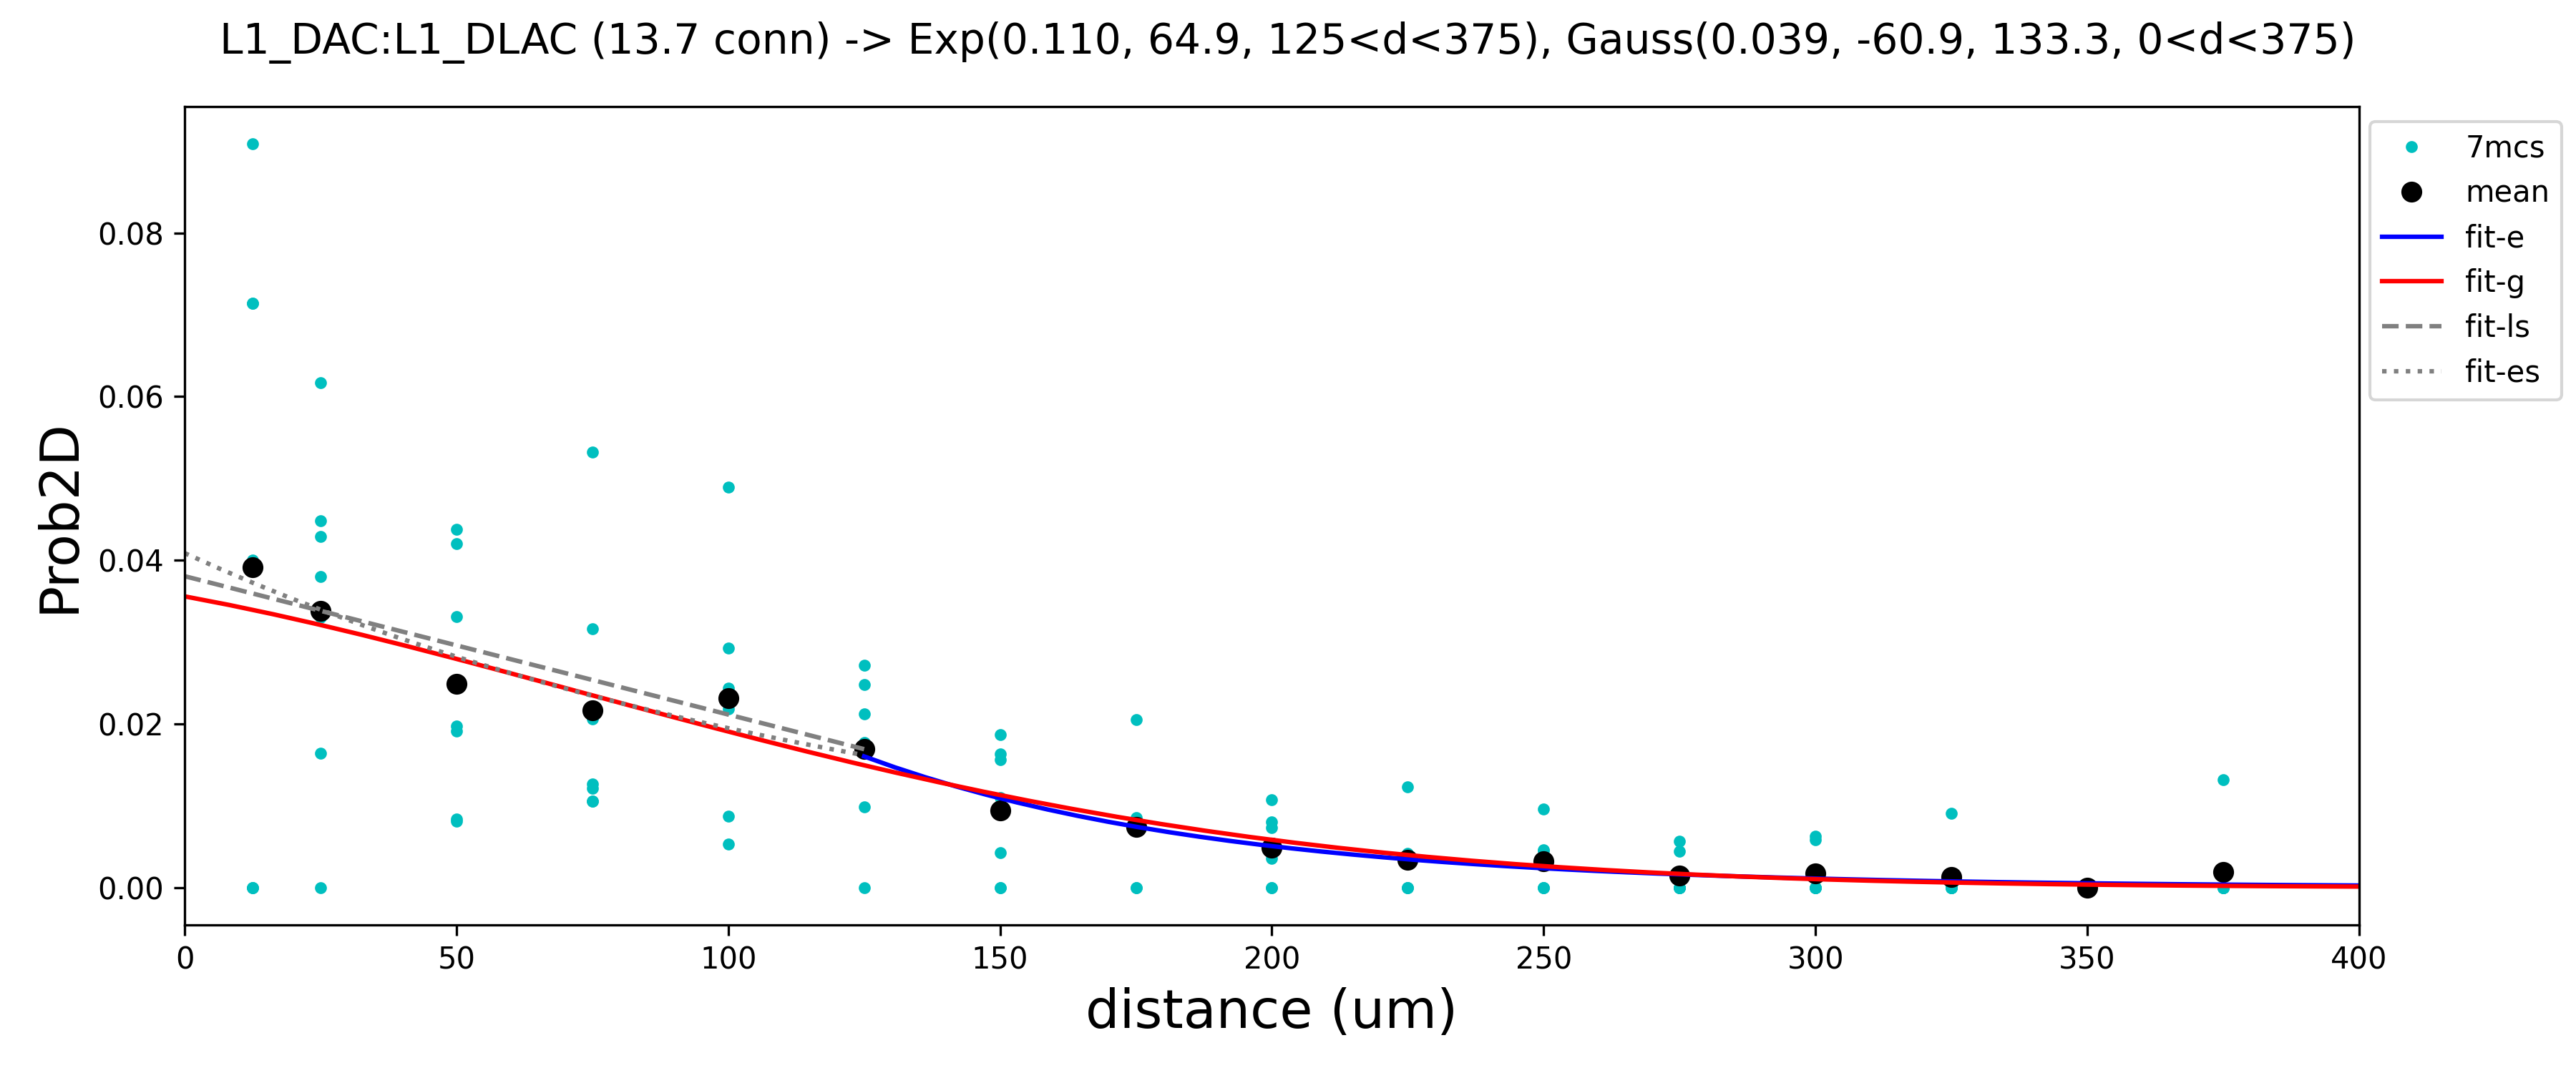 L1_DAC:L1_DLAC (13.7 conn) -> Exp(0.110, 64.9, 125<d<375), Gauss(0.039, -60.9, 133.3, 0<d<375)
7mcs
mean
fit-e
fit-g
fit-ls
fit-es
Prob2D
0.08
0.06
0.04
0.02
0.00
0 50 100 150 200 250 300 350 400
distance (um)